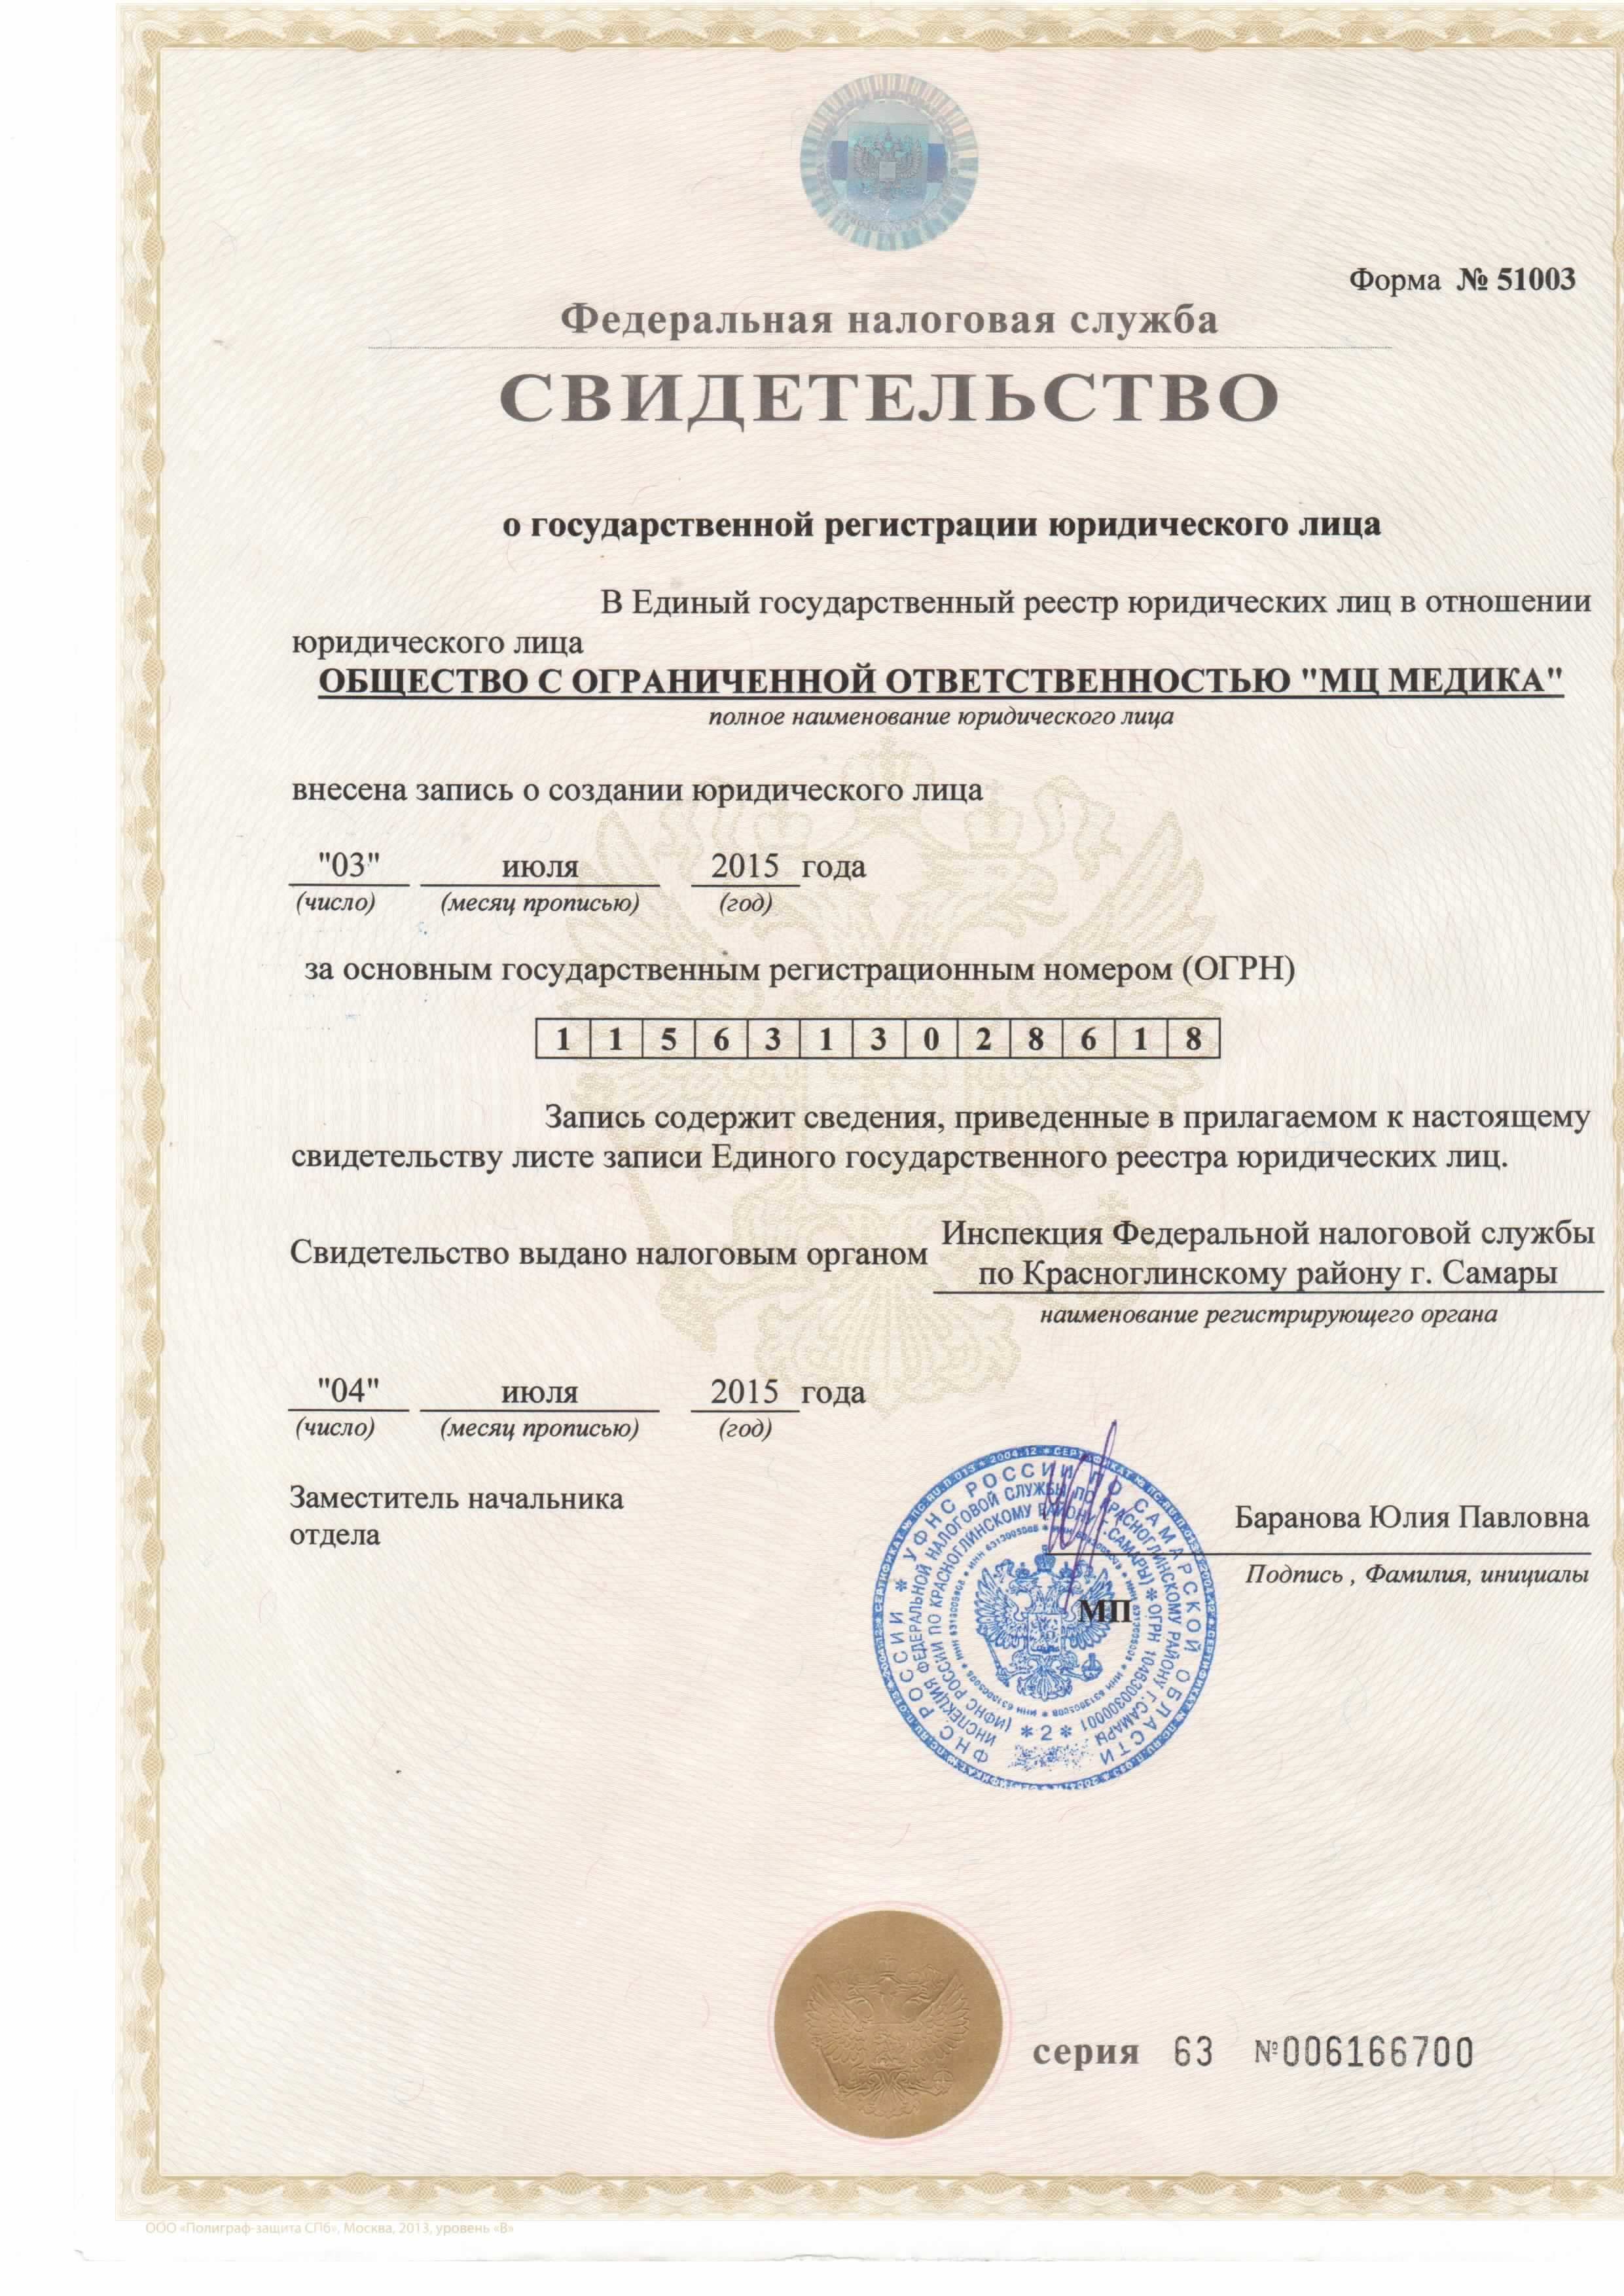 Форма № 51003
Федеральная налоговая служба
СВИДЕТЕЛЬСТВО
о государственной регистрации юридического лица
В Единый государственный реестр юридических лиц в отношении
юридического лица
ОБЩЕСТВО С ОГРАНИЧЕННОЙ ОТВЕТСТВЕННОСТЬЮ "МЦ МЕДИКА"
полное наименование юридического лица
внесена запись о создании юридического лица
"03" июля 2015 года
(число) (месяц прописью) (год)
за основным государственным регистрационным номером (ОГРН)
1 1 5 6 3 1 3 0 2 8 6 1 8
Запись содержит сведения, приведенные в прилагаемом к настоящему
свидетельству листе записи Единого государственного реестра юридических лиц.
Свидетельство выдано налоговым органом
Инспекция Федеральной налоговой службы
по Красноглинскому району г. Самары
наименование регистрирующего органа
"04" июля 2015 года
(число) (месяц прописью) (год)
Заместитель начальника
отдела
Баранова Юлия Павловна
Подпись , Фамилия, инициалы
МП
ФНС РОССИИ * УФНС РОССИИ ПО САМАРСКОЙ ОБЛАСТИ
ИНСПЕКЦИЯ ФЕДЕРАЛЬНОЙ НАЛОГОВОЙ СЛУЖБЫ ПО КРАСНОГЛИНСКОМУ РАЙОНУ Г.САМАРЫ
(ИФНС РОССИИ ПО КРАСНОГЛИНСКОМУ РАЙОНУ Г.САМАРЫ) * ОГРН 1046300300001
* 2 *
серия 63 №006166700
ООО «Полиграф-защита СПб», Москва, 2013, уровень «В»